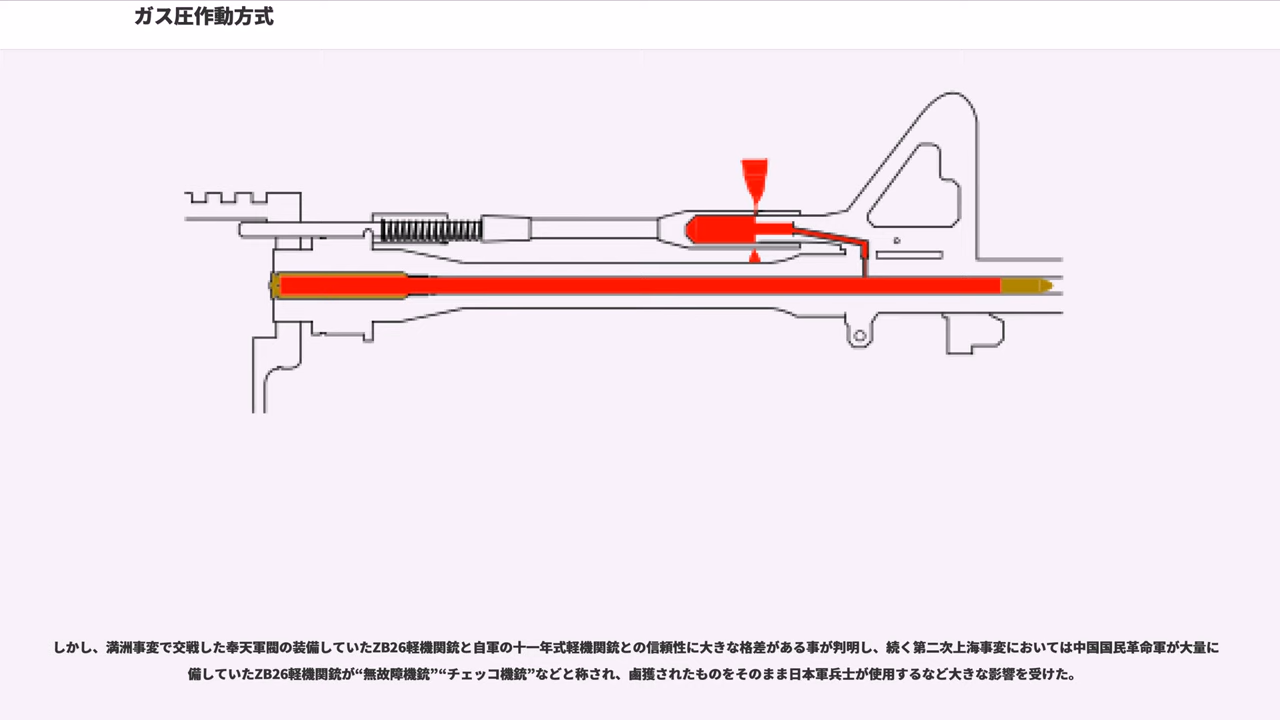 ガス圧作動方式
しかし、満洲事変で交戦した奉天軍閥の装備していたZB26軽機関銃と自軍の十一年式軽機関銃との信頼性に大きな格差がある事が判明し、続く第二次上海事変においては中国国民革命軍が大量に
備していたZB26軽機関銃が“無故障機銃”“チェッコ機銃”などと称され、鹵獲されたものをそのまま日本軍兵士が使用するなど大きな影響を受けた。